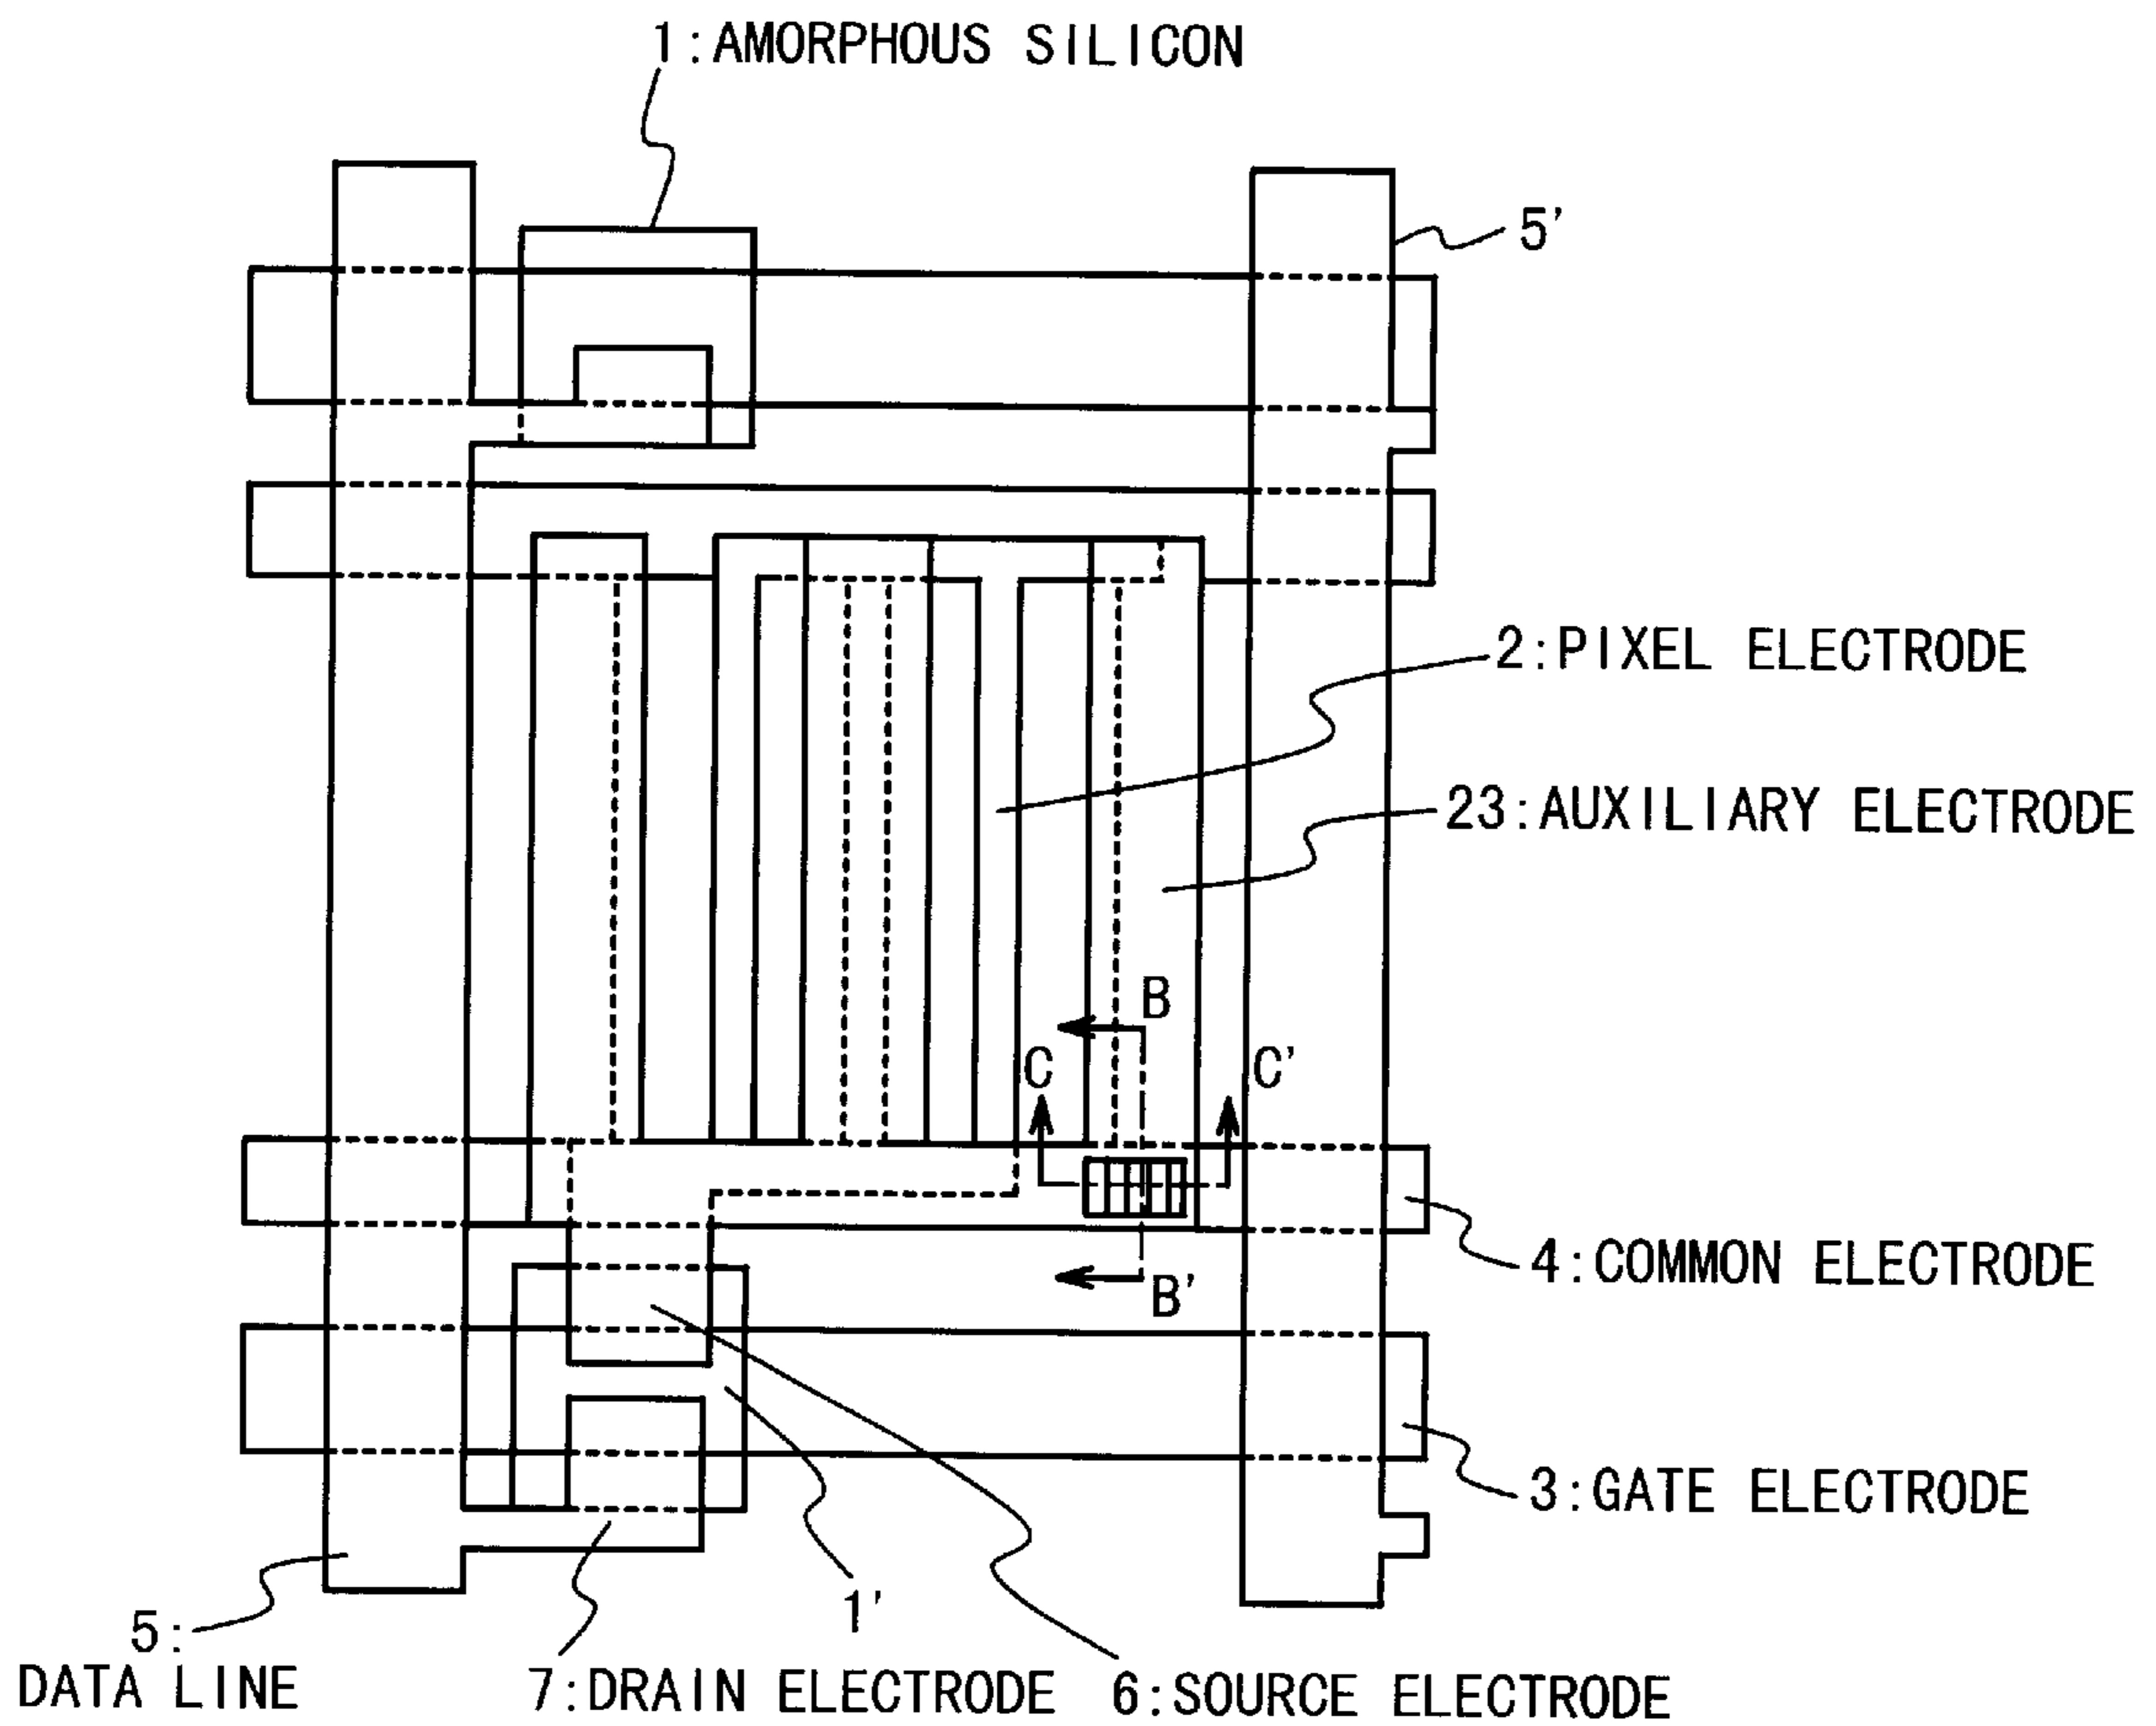 1:AMORPHOUS SILICON
5'
2:PIXEL ELECTRODE
23:AUXILIARY ELECTRODE
B
C
C'
4:COMMON ELECTRODE
B'
3:GATE ELECTRODE
1'
5:
DATA LINE
7:DRAIN ELECTRODE
6:SOURCE ELECTRODE